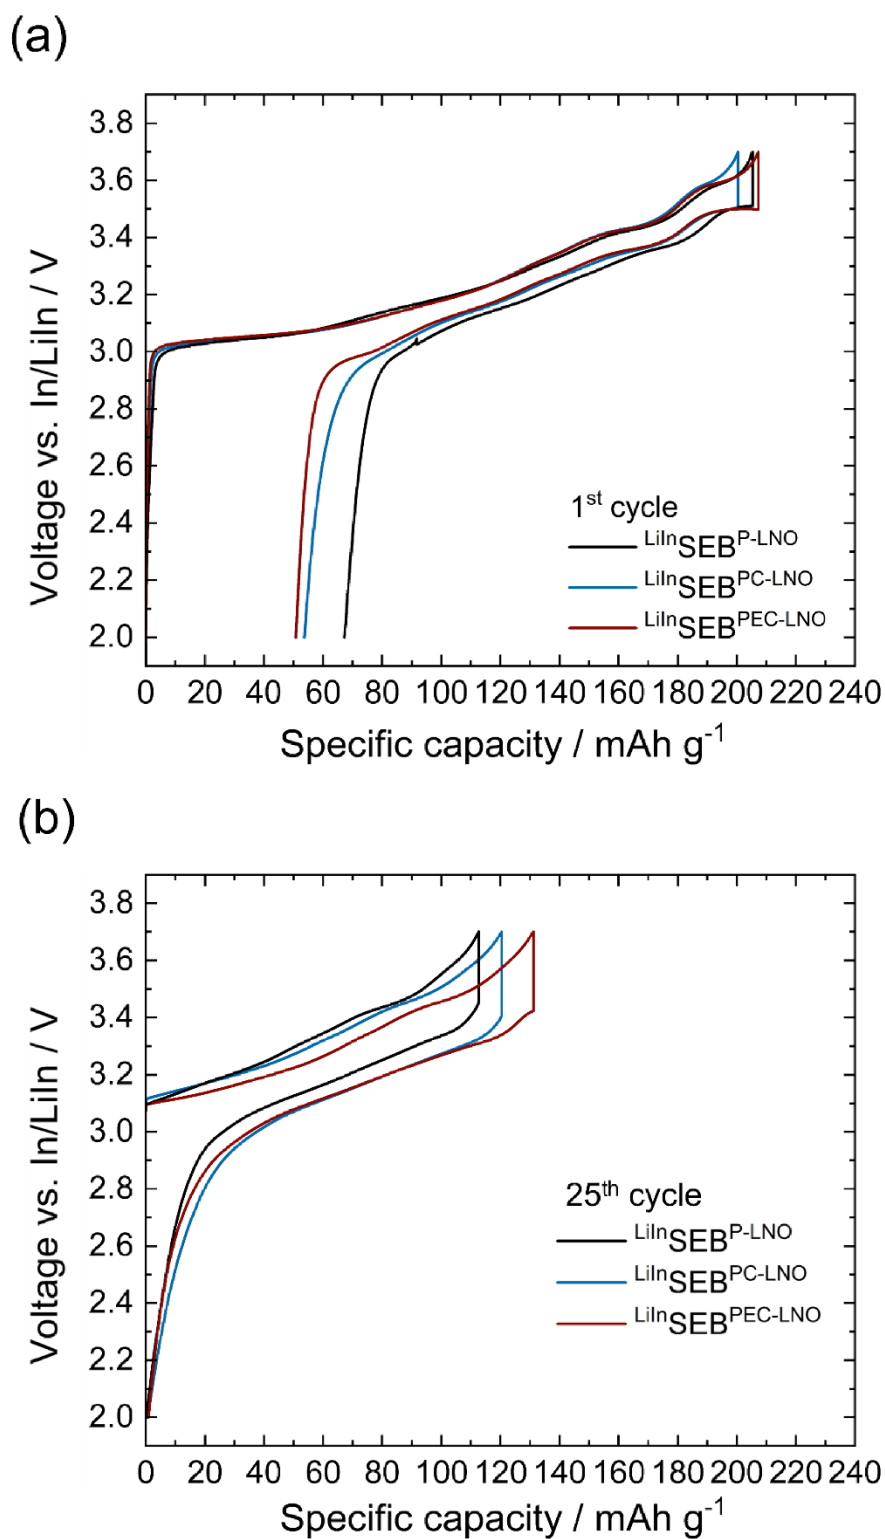 (a)
3.8
3.6
3.4
3.2
3.0
2.8
2.6
2.4
2.2
2.0
Voltage vs. In/LiIn / V
1st cycle
LiInSEBP-LNO
LiInSEBPC-LNO
LiInSEBPEC-LNO
0 20 40 60 80 100 120 140 160 180 200 220 240
Specific capacity / mAh g-1
(b)
3.8
3.6
3.4
3.2
3.0
2.8
2.6
2.4
2.2
2.0
Voltage vs. In/LiIn / V
25th cycle
LiInSEBP-LNO
LiInSEBPC-LNO
LiInSEBPEC-LNO
0 20 40 60 80 100 120 140 160 180 200 220 240
Specific capacity / mAh g-1